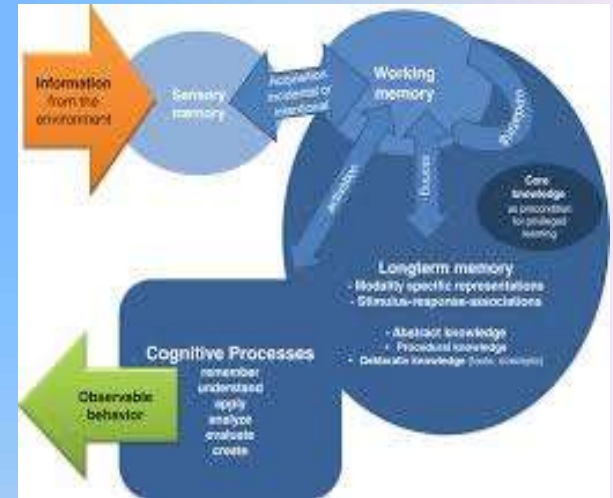 Information
from the
environment
Sensory
memory
Acquisition
incidental or
intentional
Working
memory
Core
knowledge
as precondition
for privileged
learning
Longterm memory
- Modality specific representations
- Stimulus-response-associations
- Abstract knowledge
• Procedural knowledge
Cognitive Processes
remember
understand
apply
analyze
evaluate
create
Observable
behavior